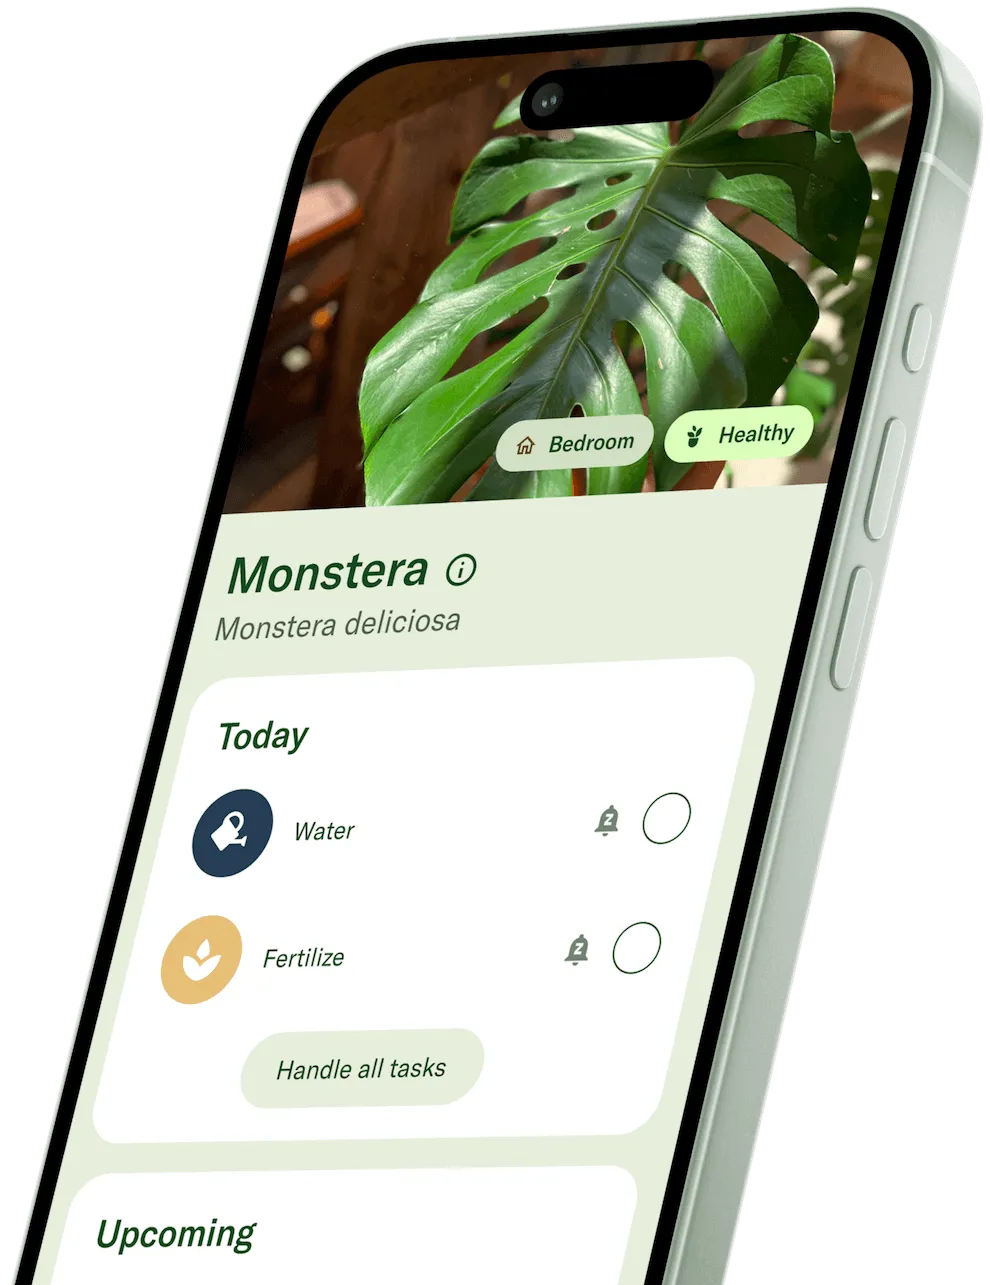 Bedroom
Healthy
Monstera
Monstera deliciosa
Today
Water
Z
Fertilize
Z
Handle all tasks
Upcoming